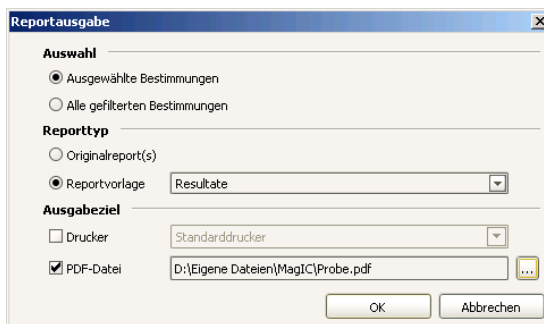 Reportausgabe
Auswahl
Ausgewählte Bestimmungen
Alle gefilterten Bestimmungen
Reporttyp
Originalreport(s)
Reportvorlage Resultate
Ausgabeziel
Drucker Standarddrucker
PDF-Datei D:\Eigene Dateien\MagIC\Probe.pdf ...
OK Abbrechen